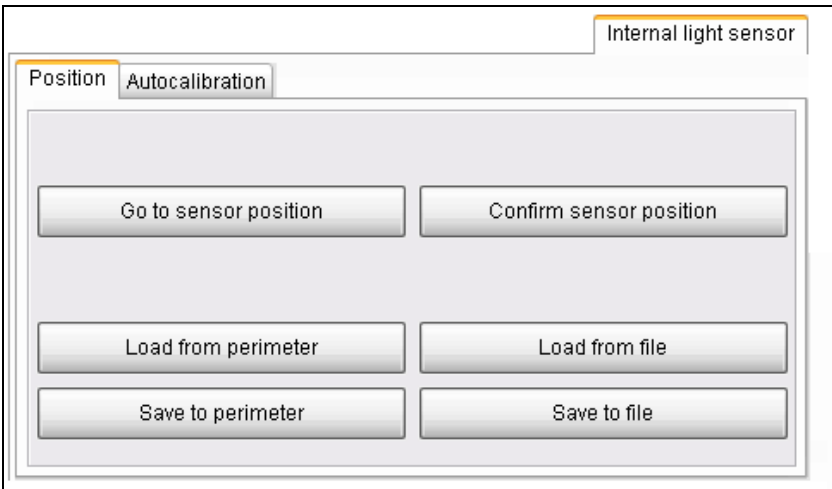 Internal light sensor
Position Autocalibration
Go to sensor position Confirm sensor position
Load from perimeter Load from file
Save to perimeter Save to file